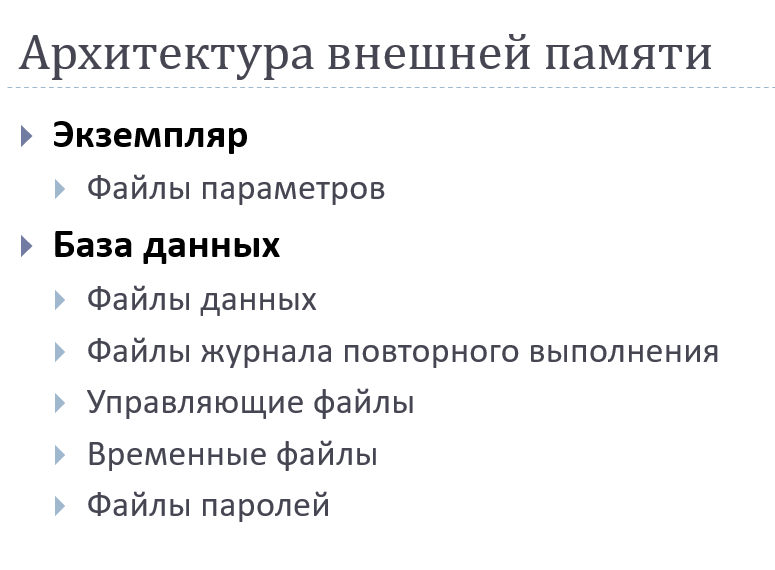 Архитектура внешней памяти
Экземпляр
Файлы параметров
База данных
Файлы данных
Файлы журнала повторного выполнения
Управляющие файлы
Временные файлы
Файлы паролей